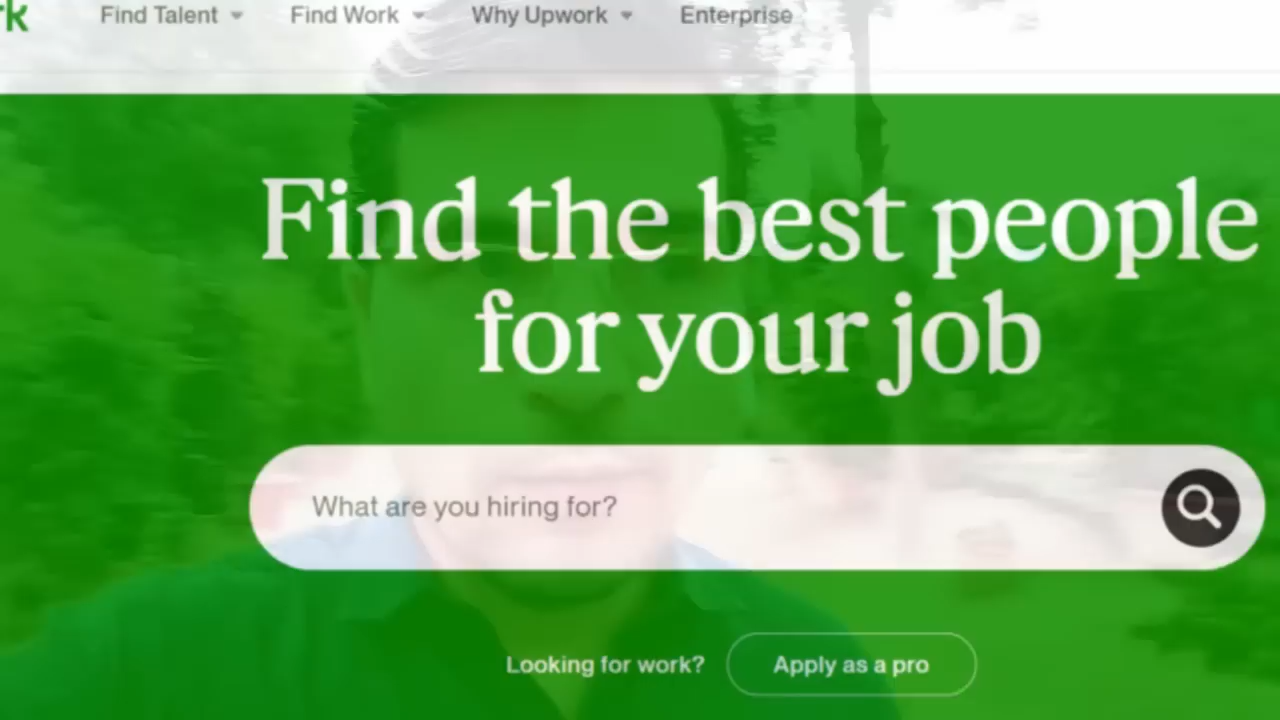 rk Find Talent Find Work Why Upwork Enterprise
Find the best people
for your job
What are you hiring for?
Looking for work? Apply as a pro